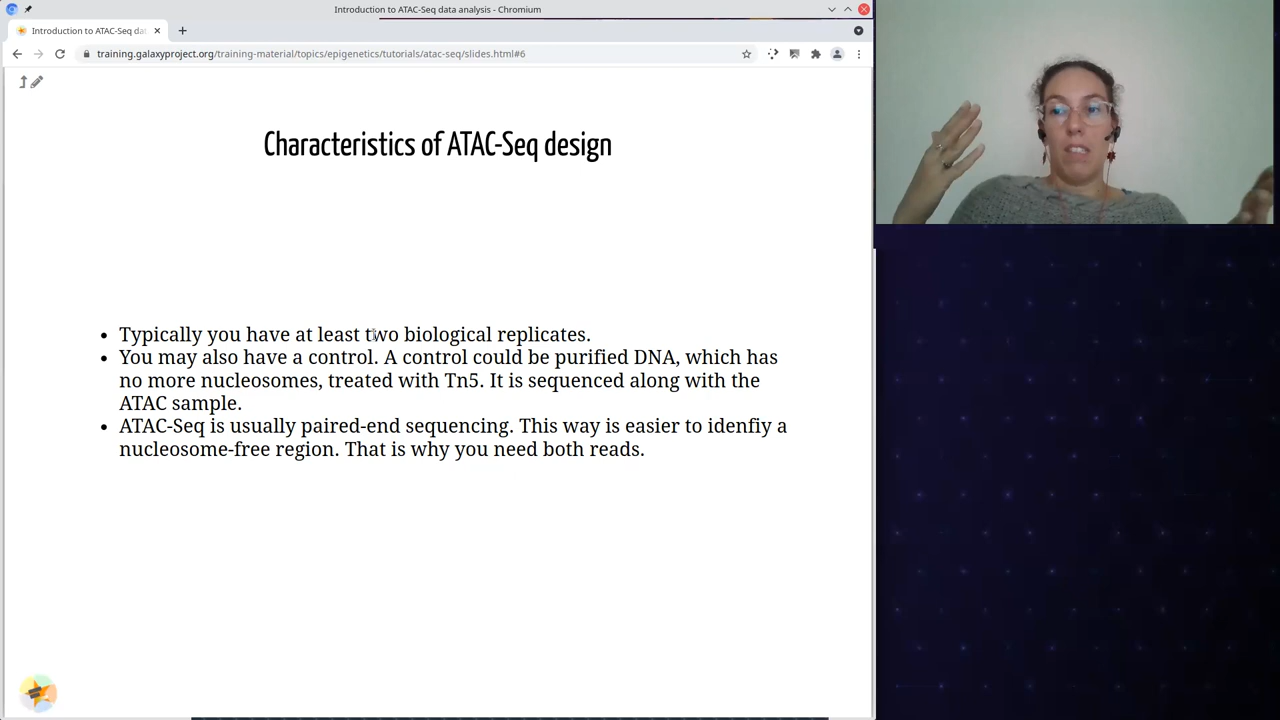 Introduction to ATAC-Seq data analysis - Chromium
Introduction to ATAC-Seq da
training.galaxyproject.org/training-material/topics/epigenetics/tutorials/atac-seq/slides.html#6
Characteristics of ATAC-Seq design
• Typically you have at least two biological replicates.
• You may also have a control. A control could be purified DNA, which has
no more nucleosomes, treated with Tn5. It is sequenced along with the
ATAC sample.
• ATAC-Seq is usually paired-end sequencing. This way is easier to idenfiy a
nucleosome-free region. That is why you need both reads.